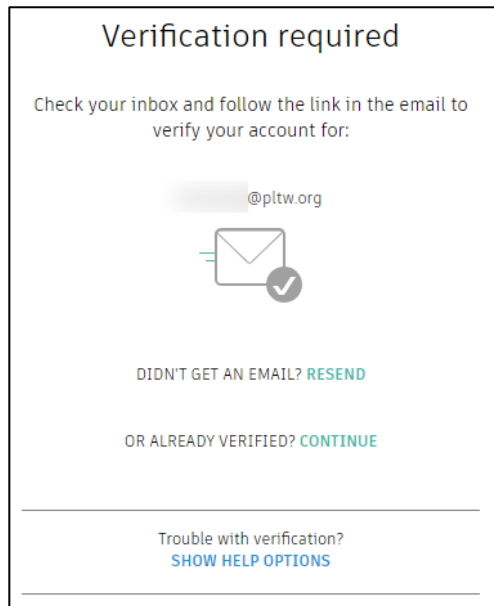 Verification required
Check your inbox and follow the link in the email to
verify your account for:
@pltw.org
DIDN'T GET AN EMAIL? RESEND
OR ALREADY VERIFIED? CONTINUE
Trouble with verification?
SHOW HELP OPTIONS